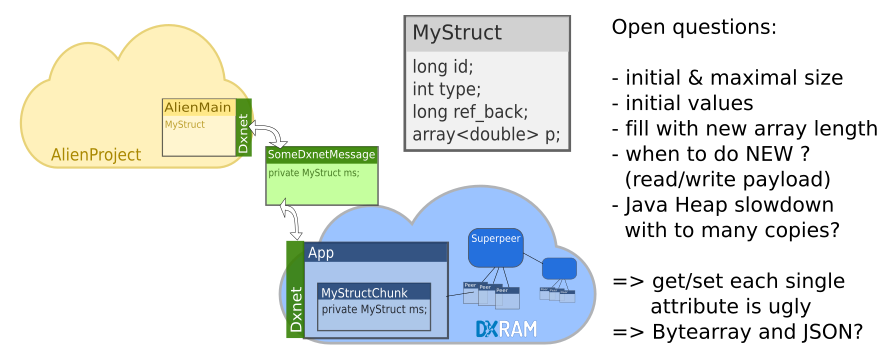 AlienMain
MyStruct
Dxnet
AlienProject
SomeDxnetMessage
private MyStruct ms;
MyStruct
long id;
int type;
long ref_back;
array<double> p;
App
Dxnet
MyStructChunk
private MyStruct ms;
Superpeer
Peer
Peer
Peer
DXRAM
Open questions:
- initial & maximal size
- initial values
- fill with new array length
- when to do NEW ?
(read/write payload)
- Java Heap slowdown
with to many copies?
=> get/set each single
attribute is ugly
=> Bytearray and JSON?